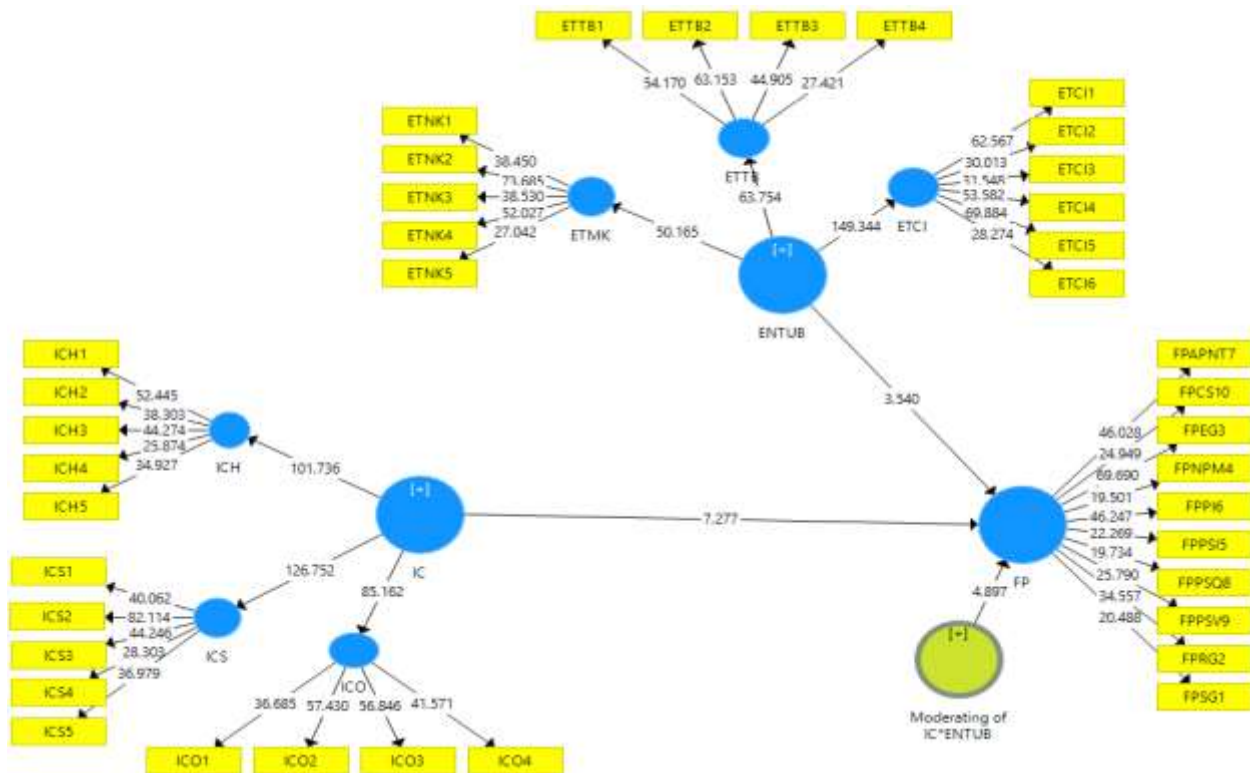 ETTB1
ETTB2
ETTB3
ETTB4
54.170
63.153
44.905
27.421
ETTB
ETCI1
ETCI2
ETCI3
ETCI4
ETCI5
ETCI6
62.567
30.013
31.548
53.582
69.884
28.274
ETCI
ETNK1
ETNK2
ETNK3
ETNK4
ETNK5
38.450
73.685
38.530
52.027
27.042
ETMK
50.165
63.754
149.344
[+]
ENTUB
3.540
ICH1
ICH2
ICH3
ICH4
ICH5
52.445
38.303
44.274
25.874
34.927
ICH
101.736
[+]
IC
7.277
126.752
85.162
ICS1
ICS2
ICS3
ICS4
ICS5
40.062
82.114
44.246
28.303
36.979
ICS
ICO
36.685
57.430
56.846
41.571
ICO1
ICO2
ICO3
ICO4
FP
FPAPNT7
FPCS10
FPEG3
FPNPM4
FPPI6
FPPSI5
FPPSQ8
FPPSV9
FPRG2
FPSG1
46.028
24.949
69.690
19.501
46.247
22.269
19.734
25.790
34.557
20.488
4.897
[+]
Moderating of
IC*ENTUB